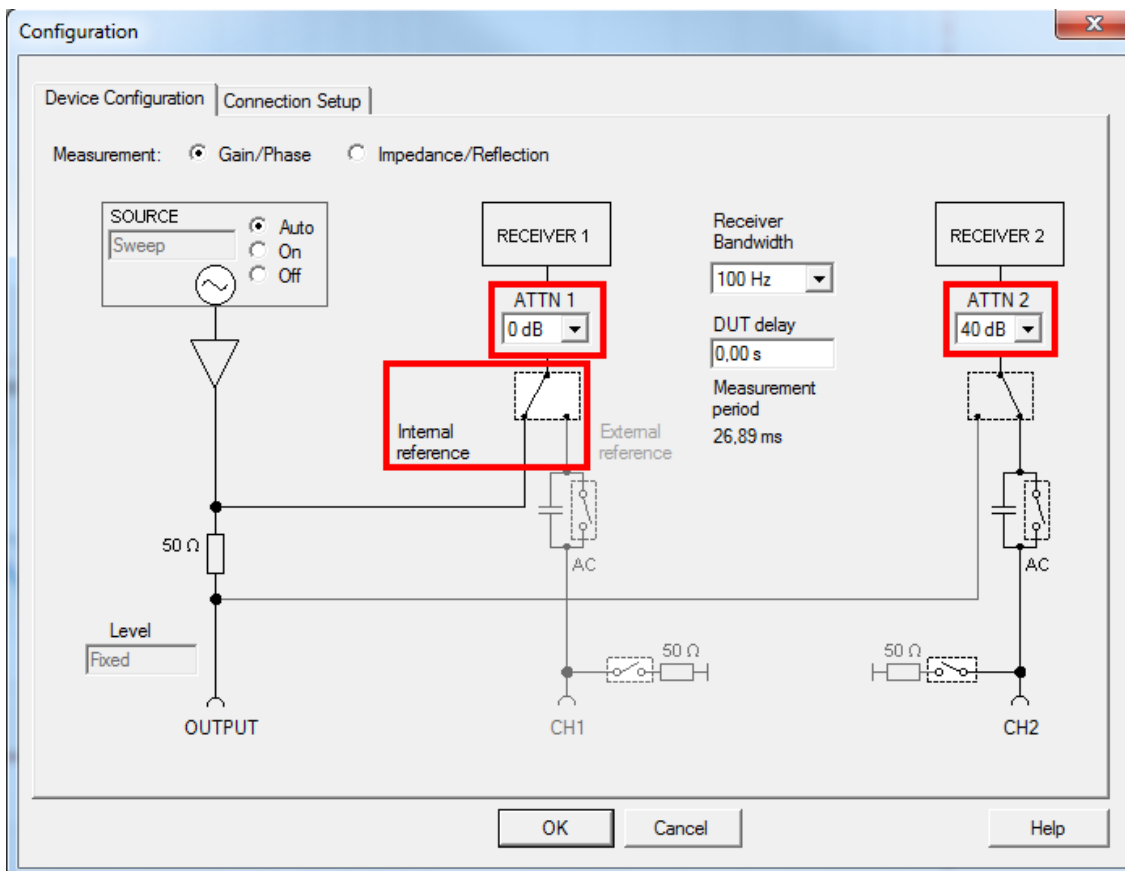 Configuration
X
Device Configuration
Connection Setup
Measurement:
Gain/Phase
Impedance/Reflection
SOURCE
Sweep
Auto
On
Off
RECEIVER 1
ATTN 1
0 dB
Receiver
Bandwidth
100 Hz
DUT delay
0,00 s
Measurement
period
26,89 ms
RECEIVER 2
ATTN 2
40 dB
Internal
reference
External
reference
50 Ω
AC
AC
Level
Fixed
50 Ω
50 Ω
OUTPUT
CH1
CH2
OK
Cancel
Help